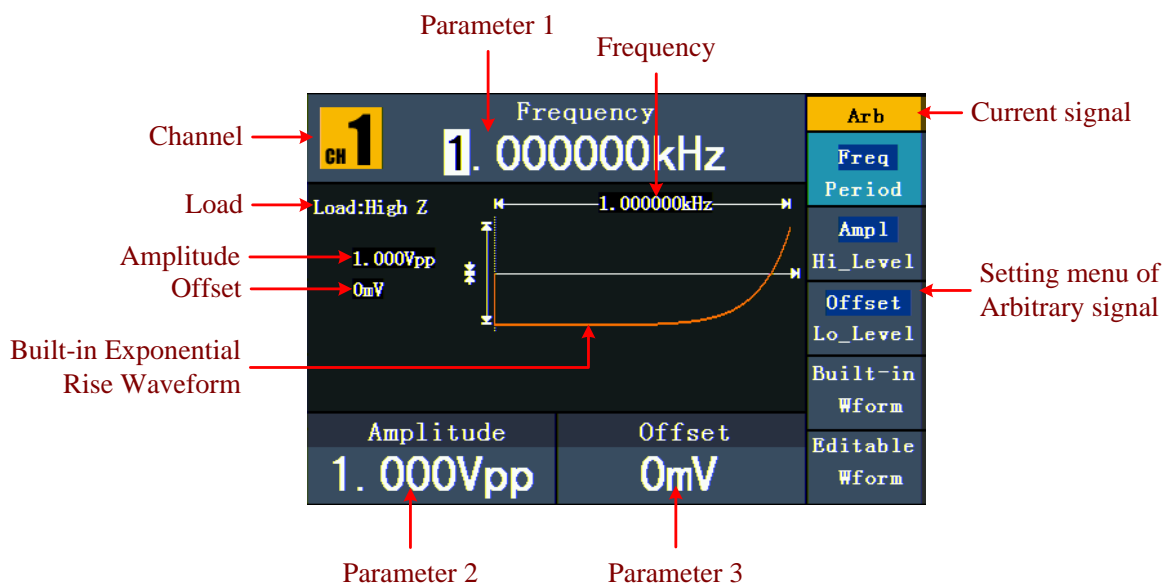 Parameter 1
Frequency
Channel
Load
Amplitude
Offset
Built-in Exponential
Rise Waveform
CH 1
Frequency
1.000000kHz
Load:High Z
1.000000kHz
1.000Vpp
0mV
Amplitude
1.000Vpp
Offset
0mV
Arb
Freq
Period
Ampl
Hi_Level
Offset
Lo_Level
Built-in
Wform
Editable
Wform
Current signal
Setting menu of
Arbitrary signal
Parameter 2
Parameter 3